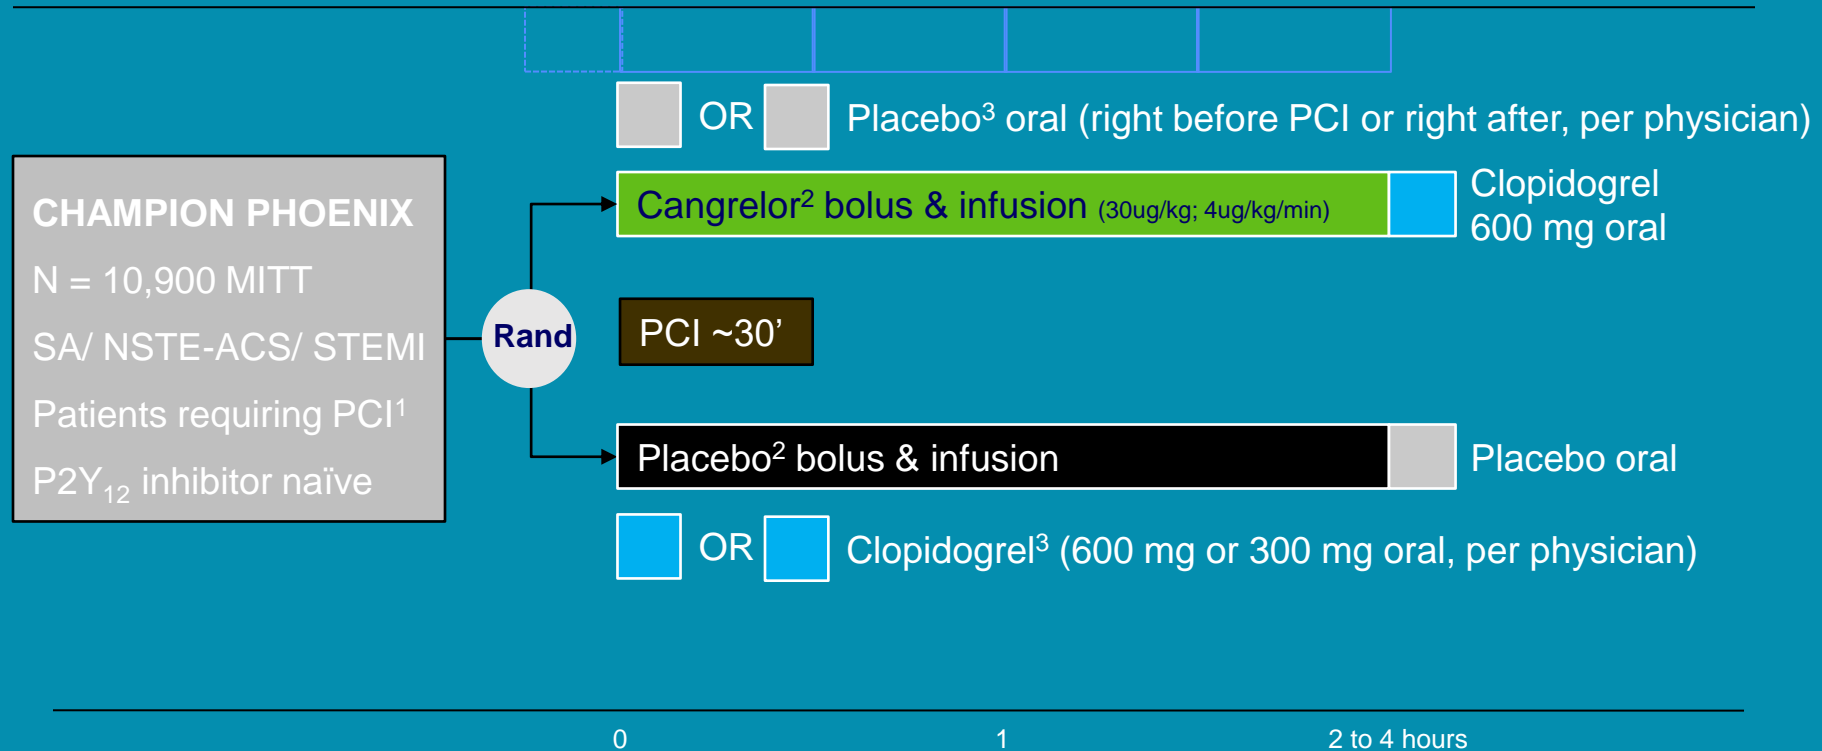 OR Placebo³ oral (right before PCI or right after, per physician)
CHAMPION PHOENIX
N = 10,900 MITT
SA/ NSTE-ACS/ STEMI
Patients requiring PCI¹
P2Y₁₂ inhibitor naïve
Rand
Cangrelor² bolus & infusion (30ug/kg; 4ug/kg/min)
Clopidogrel
600 mg oral
PCI ~30’
Placebo² bolus & infusion
Placebo oral
OR Clopidogrel³ (600 mg or 300 mg oral, per physician)
0 1 2 to 4 hours